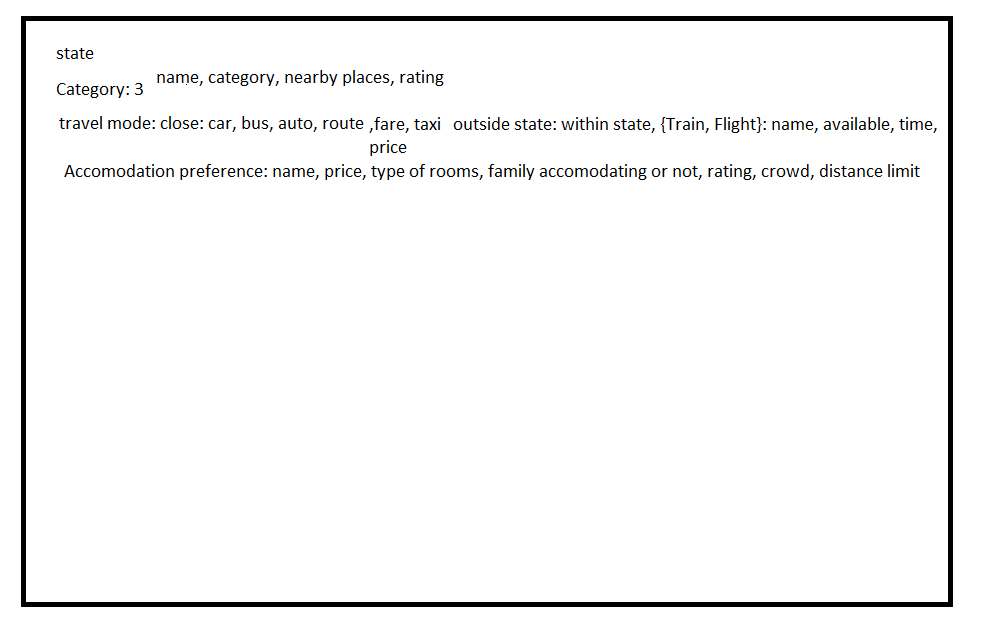 state
name, category, nearby places, rating
Category: 3
travel mode: close: car, bus, auto, route ,fare, taxi outside state: within state, {Train, Flight}: name, available, time,
price
Accomodation preference: name, price, type of rooms, family accomodating or not, rating, crowd, distance limit